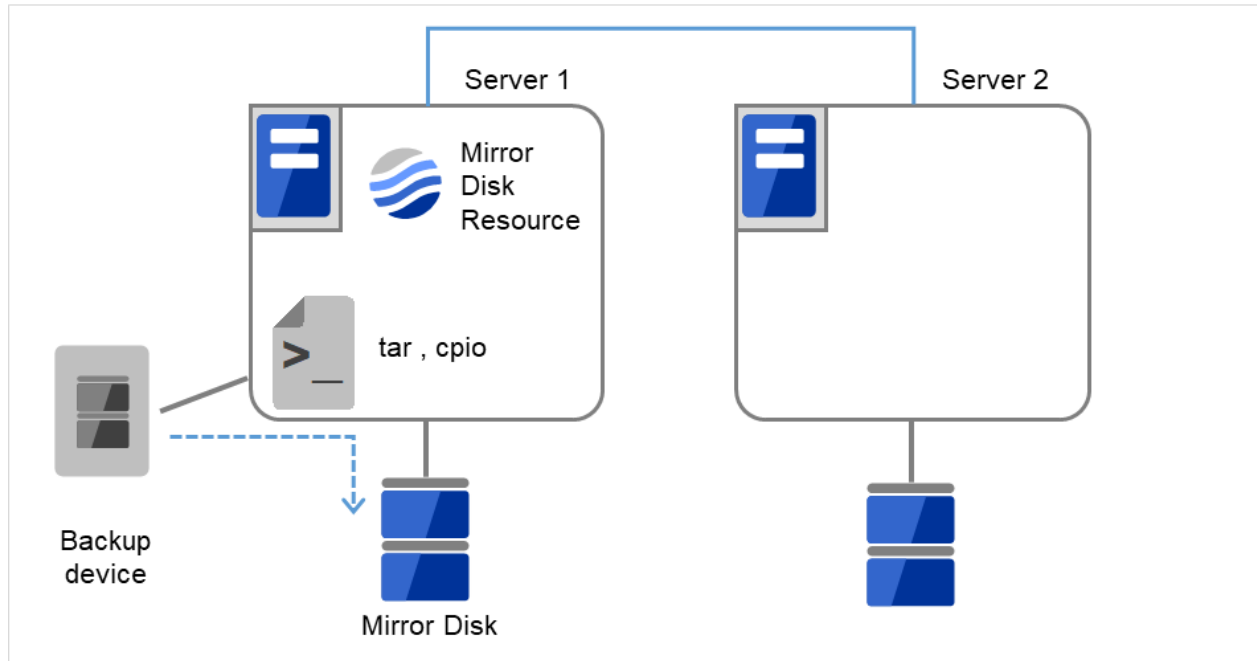 Server 1
Server 2
Mirror
Disk
Resource
tar , cpio
>_
Backup
device
Mirror Disk